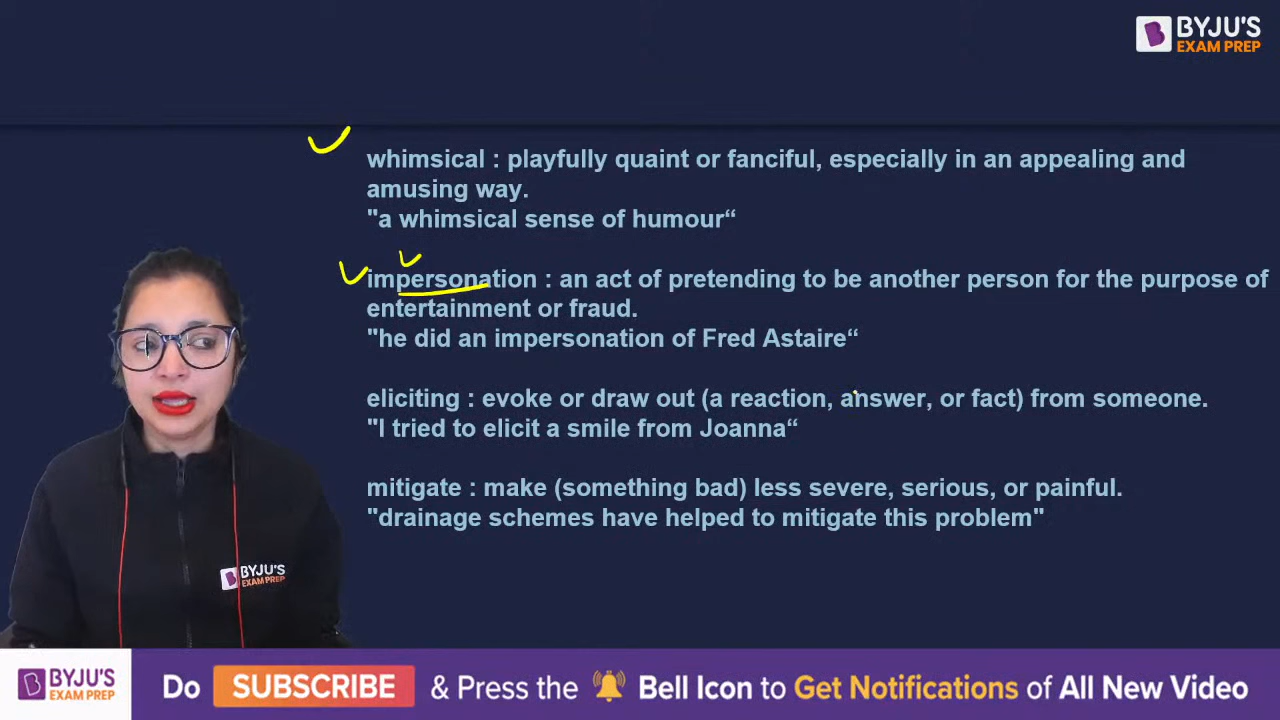 BYJU'S
EXAM PREP
whimsical : playfully quaint or fanciful, especially in an appealing and
amusing way.
"a whimsical sense of humour“
impersonation : an act of pretending to be another person for the purpose of
entertainment or fraud.
"he did an impersonation of Fred Astaire“
eliciting : evoke or draw out (a reaction, answer, or fact) from someone.
"I tried to elicit a smile from Joanna“
mitigate : make (something bad) less severe, serious, or painful.
"drainage schemes have helped to mitigate this problem"
BYJU'S
EXAM PREP
BYJU'S
EXAM PREP
Do SUBSCRIBE & Press the Bell Icon to Get Notifications of All New Video